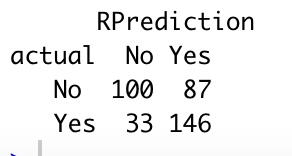 RPrediction
actual No Yes
No 100 87
Yes 33 146
>